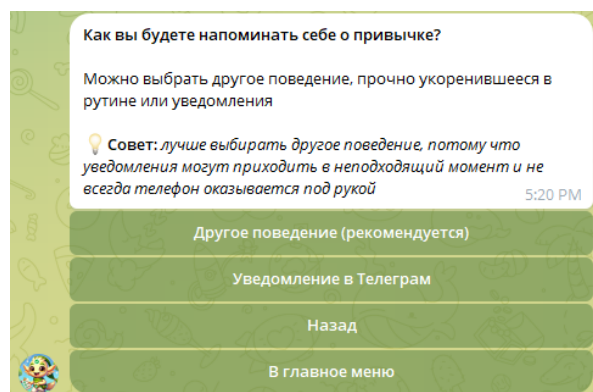 Как вы будете напоминать себе о привычке?
Можно выбрать другое поведение, прочно укоренившееся в
рутине или уведомления
💡 Совет: лучше выбирать другое поведение, потому что
уведомления могут приходить в неподходящий момент и не
всегда телефон оказывается под рукой
5:20 PM
Другое поведение (рекомендуется)
Уведомление в Телеграм
Назад
В главное меню